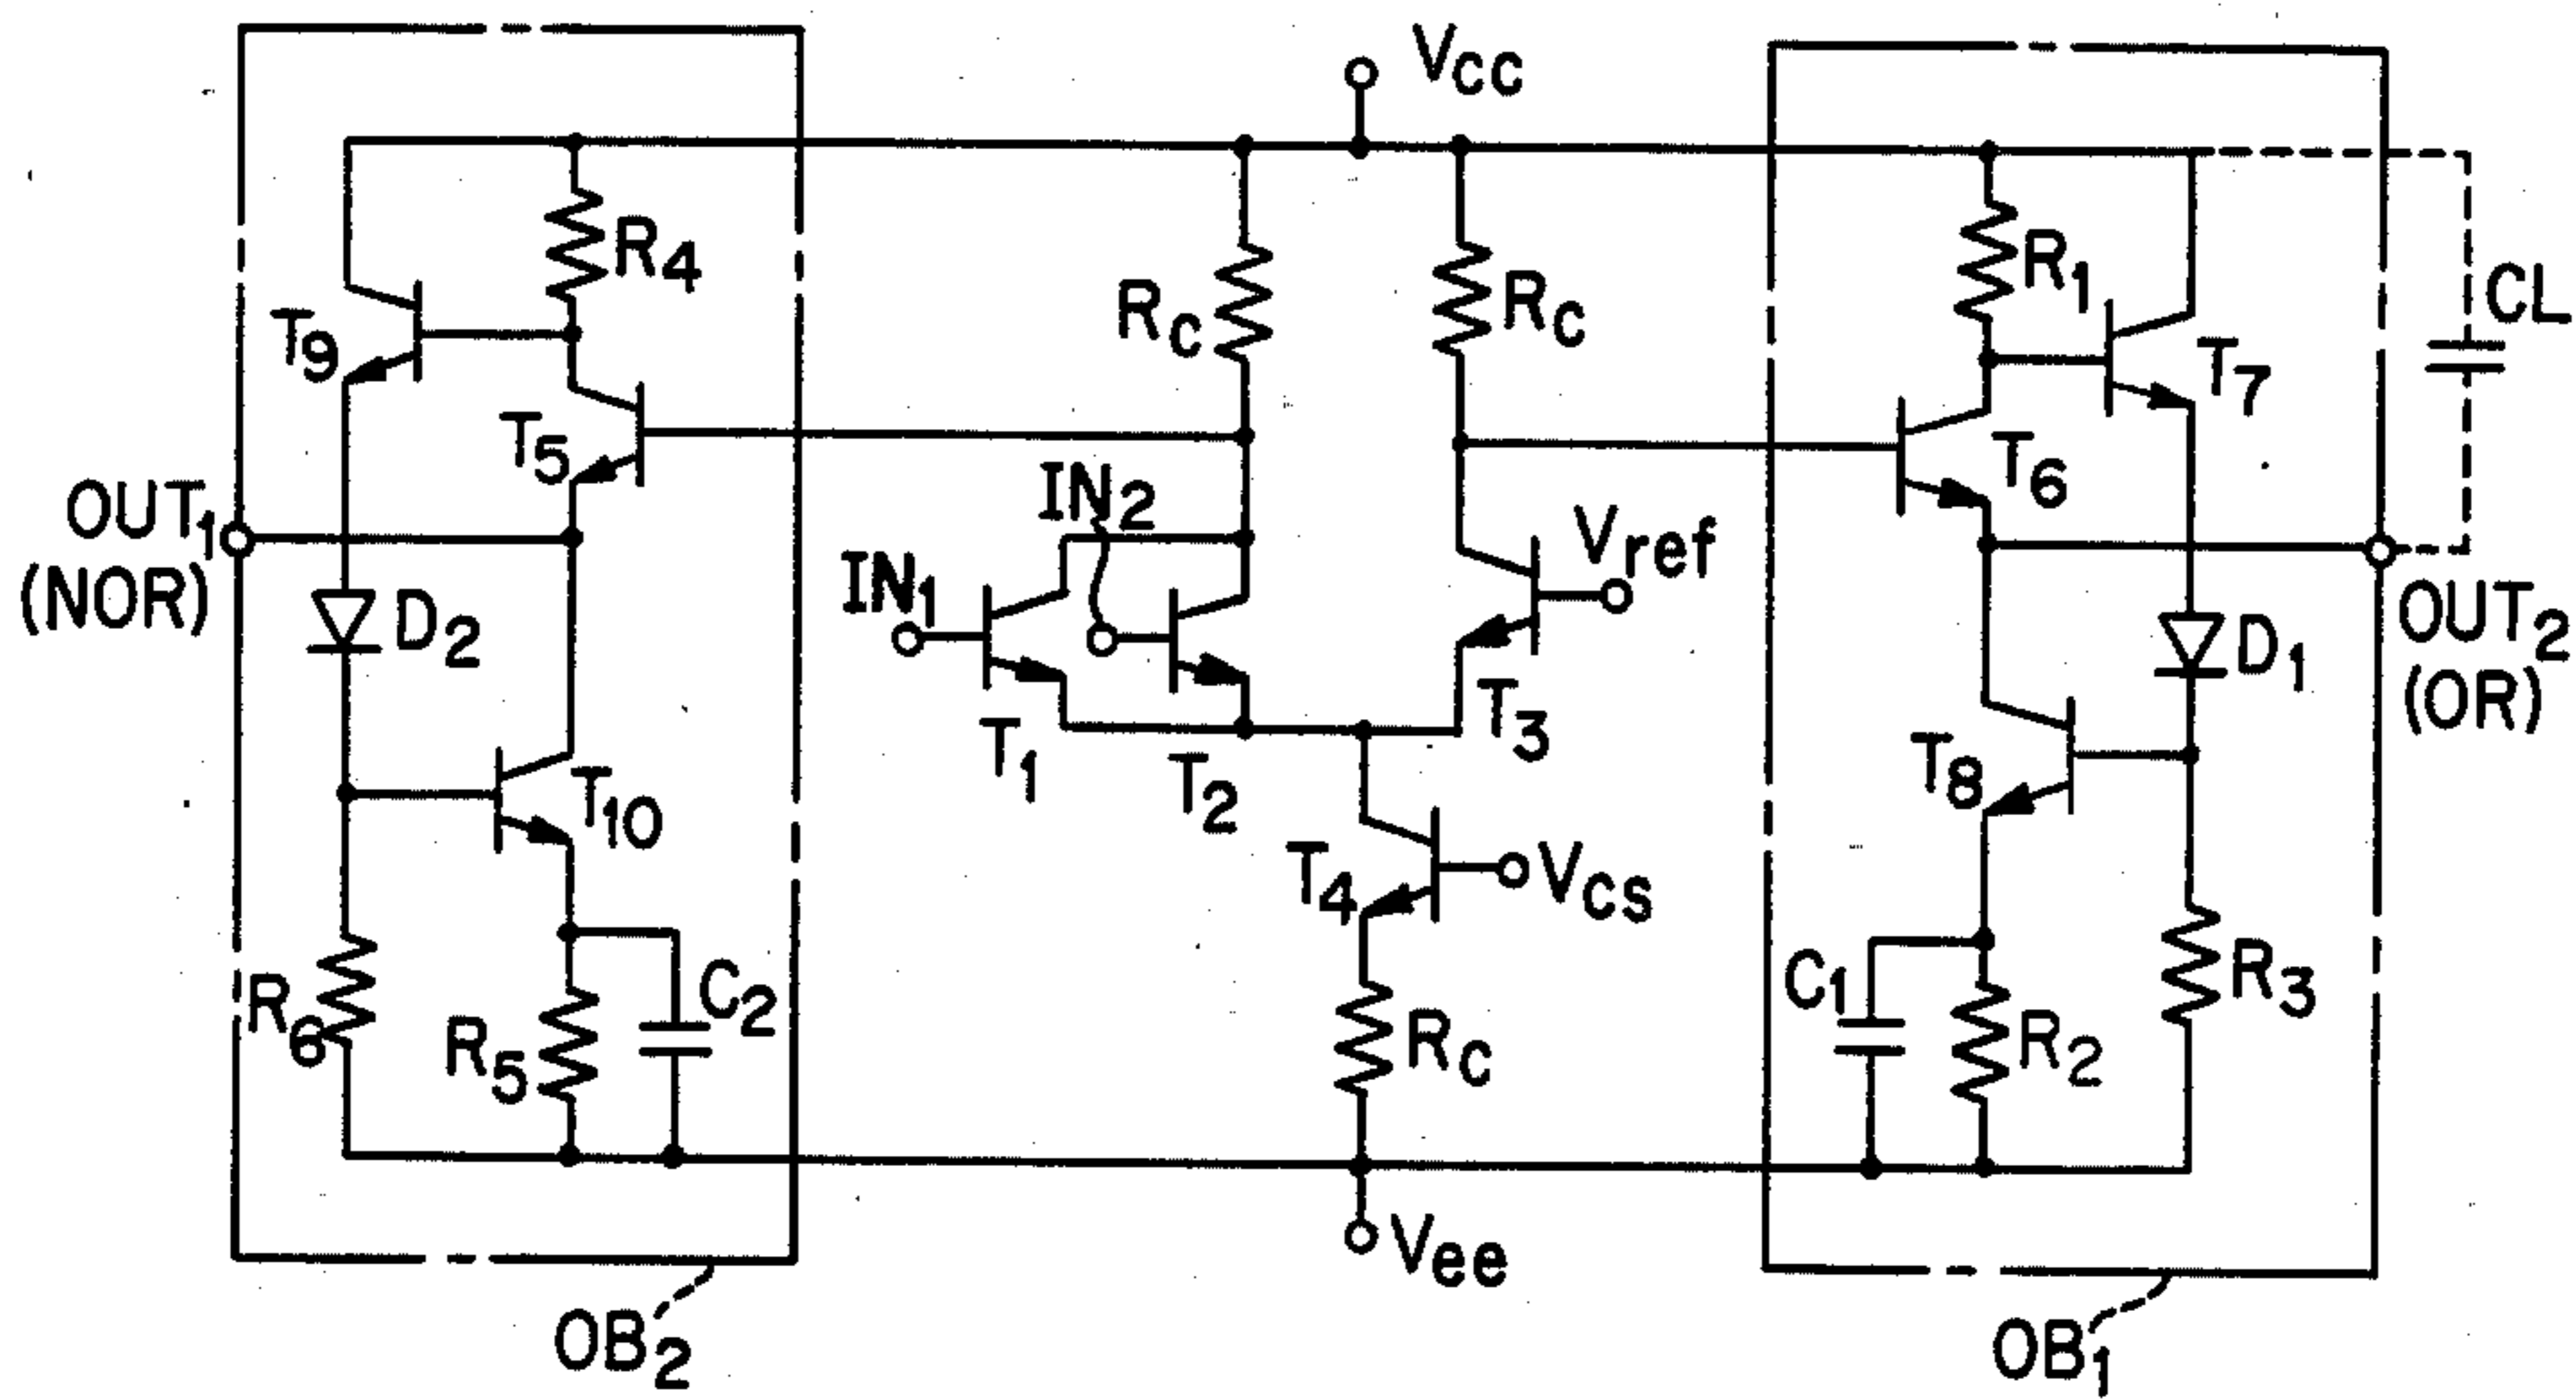 Vcc
R4
Rc
Rc
R1
CL
T9
T5
T7
T6
OUT1
(NOR)
IN2
IN1
Vref
D2
OUT2
(OR)
D1
T1
T2
T3
T8
T10
T4
Vcs
R6
R5
C2
Rc
C1
R2
R3
Vee
OB2
OB1